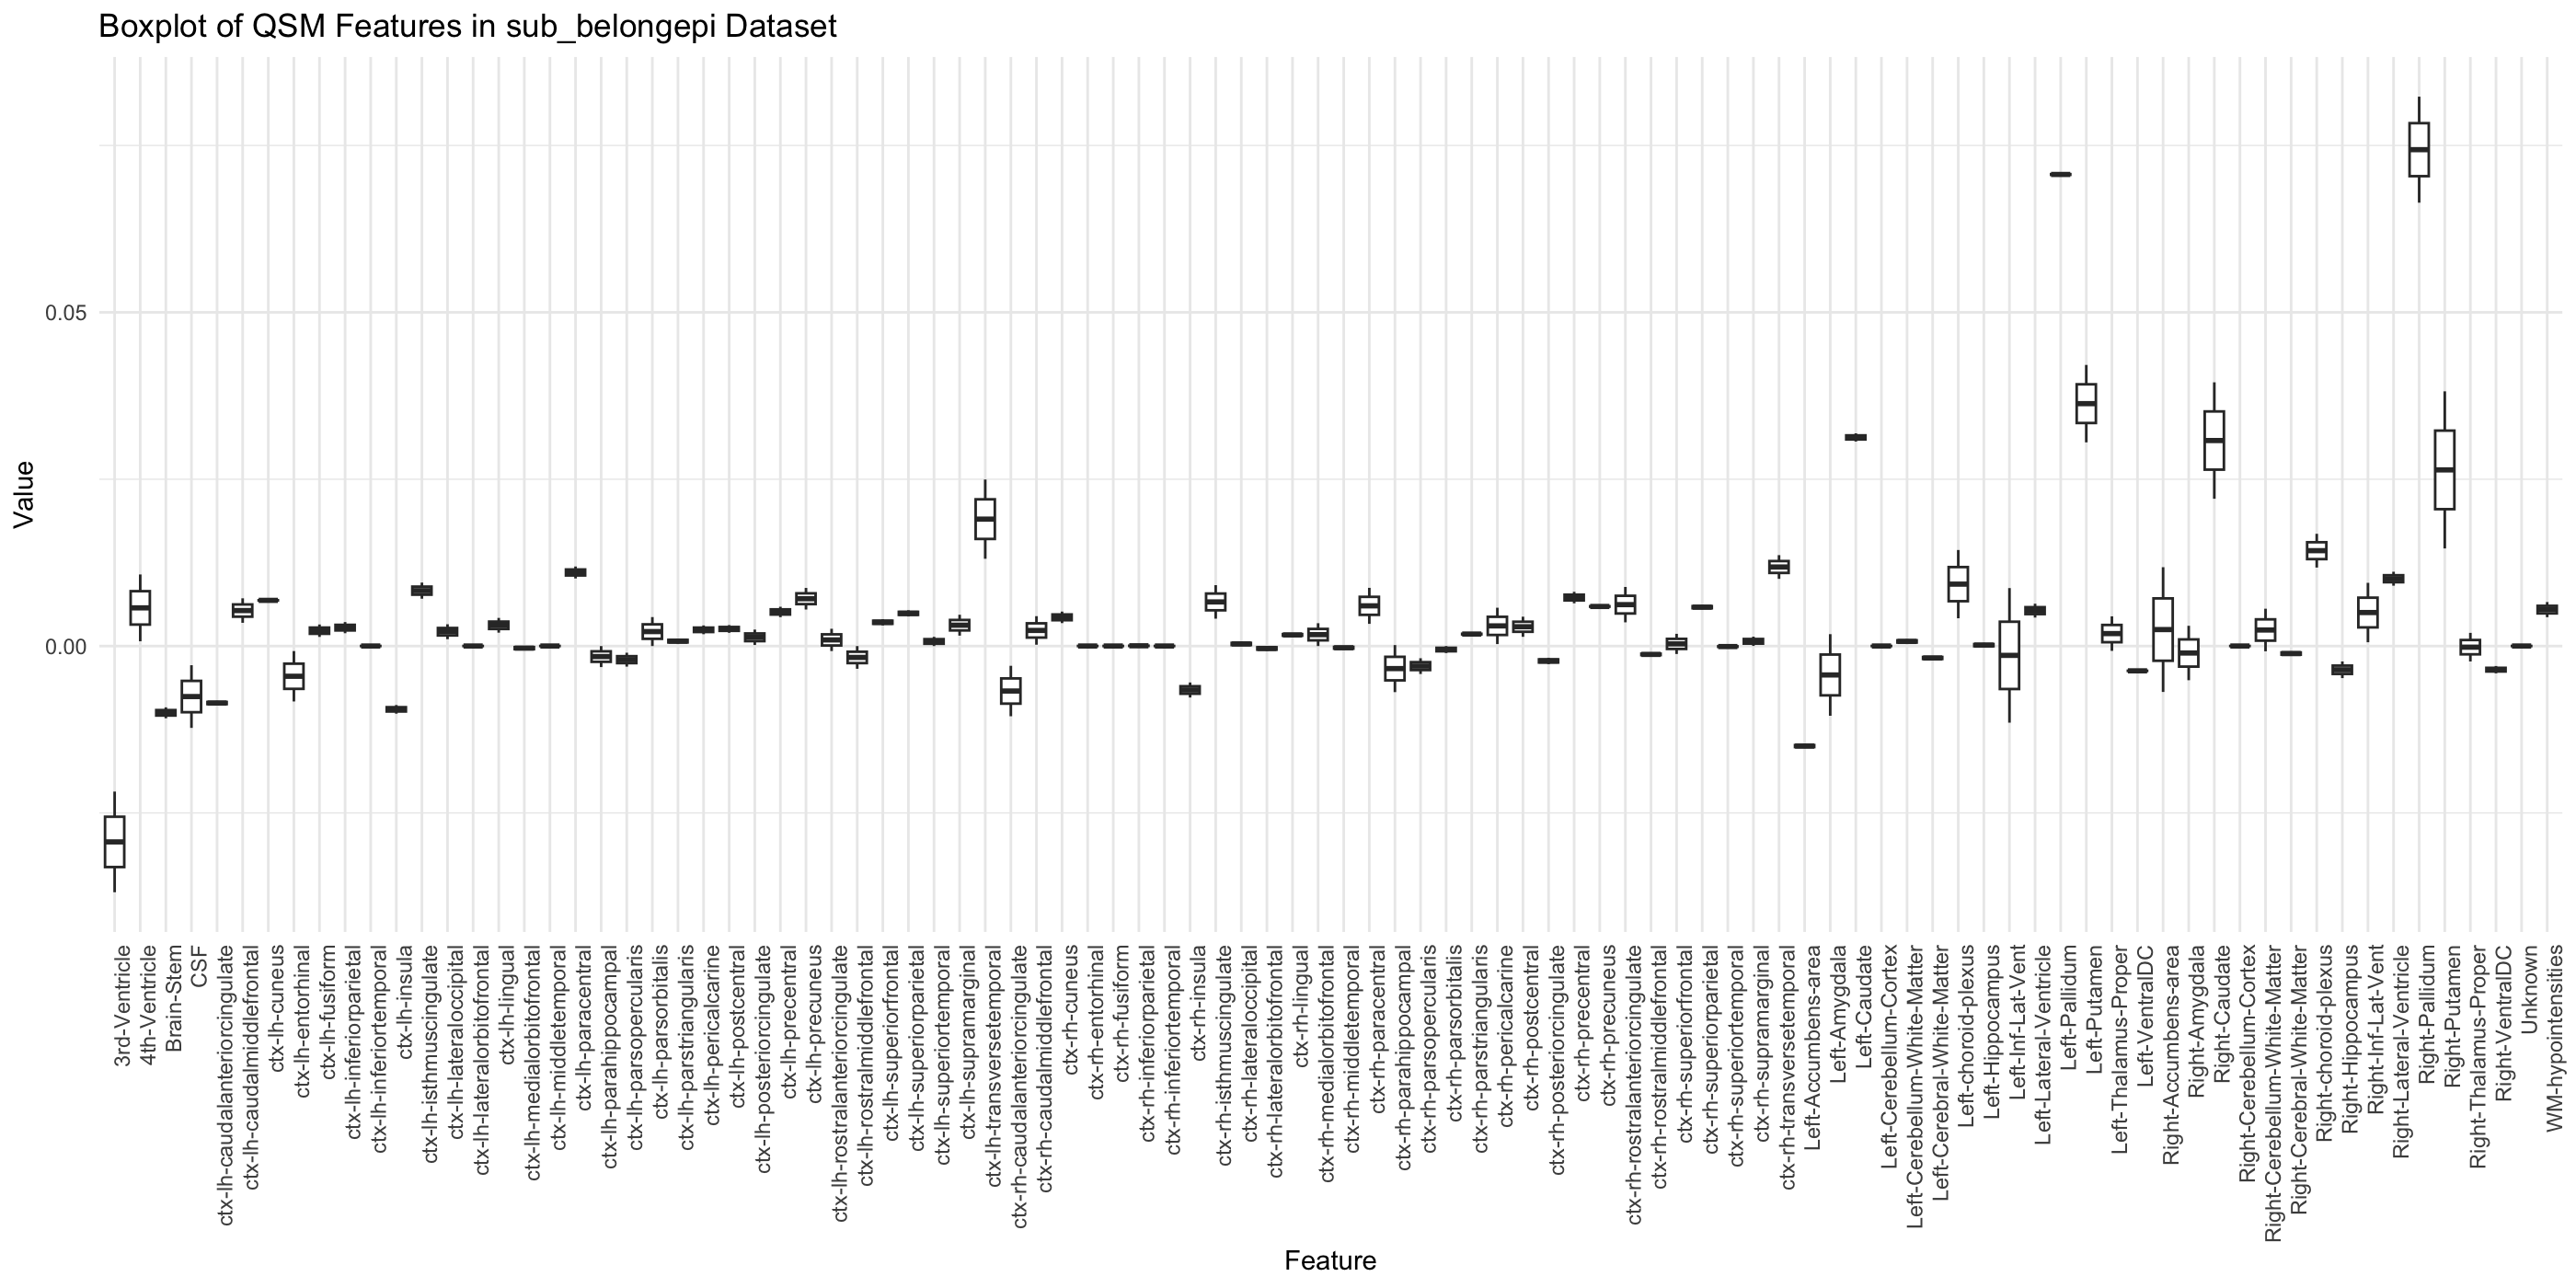 Boxplot of QSM Features in sub_belongepi Dataset
Value
0.05
0.00
3rd-Ventricle
4th-Ventricle
Brain-Stem
CSF
ctx-lh-caudalanteriorcingulate
ctx-lh-caudalmiddlefrontal
ctx-lh-cuneus
ctx-lh-entorhinal
ctx-lh-fusiform
ctx-lh-inferiorparietal
ctx-lh-inferiortemporal
ctx-lh-insula
ctx-lh-isthmuscingulate
ctx-lh-lateraloccipital
ctx-lh-lateralorbitofrontal
ctx-lh-lingual
ctx-lh-medialorbitofrontal
ctx-lh-middletemporal
ctx-lh-paracentral
ctx-lh-parahippocampal
ctx-lh-parsopercularis
ctx-lh-parsorbitalis
ctx-lh-parstriangularis
ctx-lh-pericalcarine
ctx-lh-postcentral
ctx-lh-posteriorcingulate
ctx-lh-precentral
ctx-lh-precuneus
ctx-lh-rostralanteriorcingulate
ctx-lh-rostralmiddlefrontal
ctx-lh-superiorfrontal
ctx-lh-superiorparietal
ctx-lh-superiortemporal
ctx-lh-supramarginal
ctx-lh-transversetemporal
ctx-rh-caudalanteriorcingulate
ctx-rh-caudalmiddlefrontal
ctx-rh-cuneus
ctx-rh-entorhinal
ctx-rh-fusiform
ctx-rh-inferiorparietal
ctx-rh-inferiortemporal
ctx-rh-insula
ctx-rh-isthmuscingulate
ctx-rh-lateraloccipital
ctx-rh-lateralorbitofrontal
ctx-rh-lingual
ctx-rh-medialorbitofrontal
ctx-rh-middletemporal
ctx-rh-paracentral
ctx-rh-parahippocampal
ctx-rh-parsopercularis
ctx-rh-parsorbitalis
ctx-rh-parstriangularis
ctx-rh-pericalcarine
ctx-rh-postcentral
ctx-rh-posteriorcingulate
ctx-rh-precentral
ctx-rh-precuneus
ctx-rh-rostralanteriorcingulate
ctx-rh-rostralmiddlefrontal
ctx-rh-superiorfrontal
ctx-rh-superiorparietal
ctx-rh-superiortemporal
ctx-rh-supramarginal
ctx-rh-transversetemporal
Left-Accumbens-area
Left-Amygdala
Left-Caudate
Left-Cerebellum-Cortex
Left-Cerebellum-White-Matter
Left-Cerebral-White-Matter
Left-choroid-plexus
Left-Hippocampus
Left-Inf-Lat-Vent
Left-Lateral-Ventricle
Left-Pallidum
Left-Putamen
Left-Thalamus-Proper
Left-VentralDC
Right-Accumbens-area
Right-Amygdala
Right-Caudate
Right-Cerebellum-Cortex
Right-Cerebellum-White-Matter
Right-Cerebral-White-Matter
Right-choroid-plexus
Right-Hippocampus
Right-Inf-Lat-Vent
Right-Lateral-Ventricle
Right-Pallidum
Right-Putamen
Right-Thalamus-Proper
Right-VentralDC
Unknown
WM-hypointensities
Feature